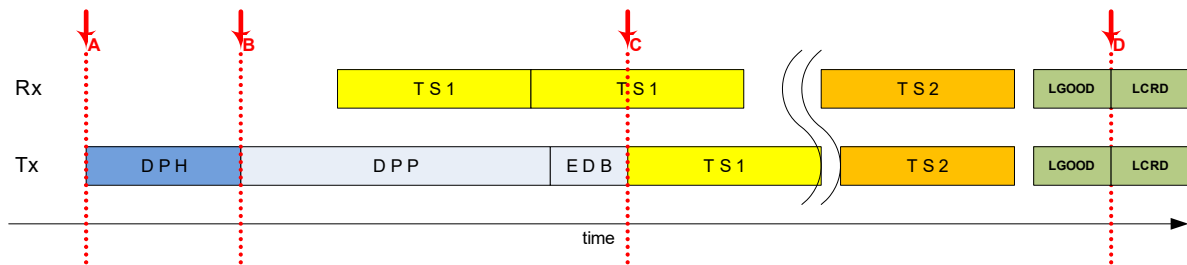 A B C D
Rx TS1 TS1 TS2 LGOOD LCRD
Tx DPH DPP EDB TS1 TS2 LGOOD LCRD
time